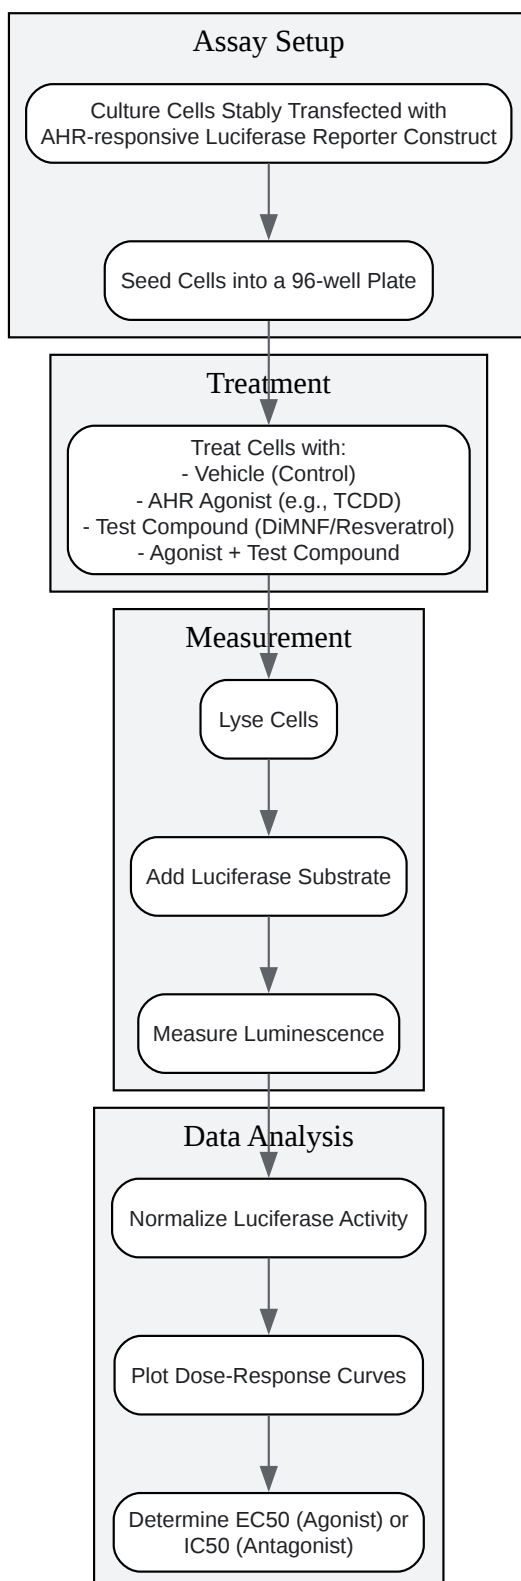 Assay Setup
Culture Cells Stably Transfected with
AHR-responsive Luciferase Reporter Construct
Seed Cells into a 96-well Plate
Treatment
Treat Cells with:
- Vehicle (Control)
- AHR Agonist (e.g., TCDD)
- Test Compound (DiMNF/Resveratrol)
- Agonist + Test Compound
Measurement
Lyse Cells
Add Luciferase Substrate
Measure Luminescence
Data Analysis
Normalize Luciferase Activity
Plot Dose-Response Curves
Determine EC50 (Agonist) or
IC50 (Antagonist)